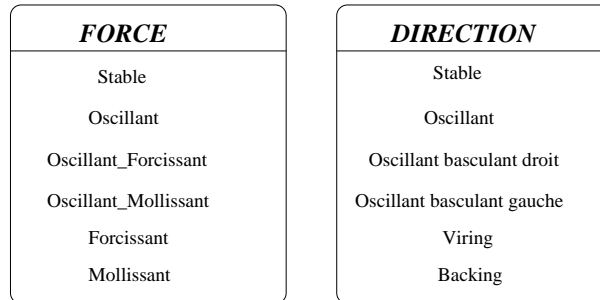 FORCE
Stable
Oscillant
Oscillant_Forcissant
Oscillant_Mollissant
Forcissant
Mollissant
DIRECTION
Stable
Oscillant
Oscillant basculant droit
Oscillant basculant gauche
Viring
Backing